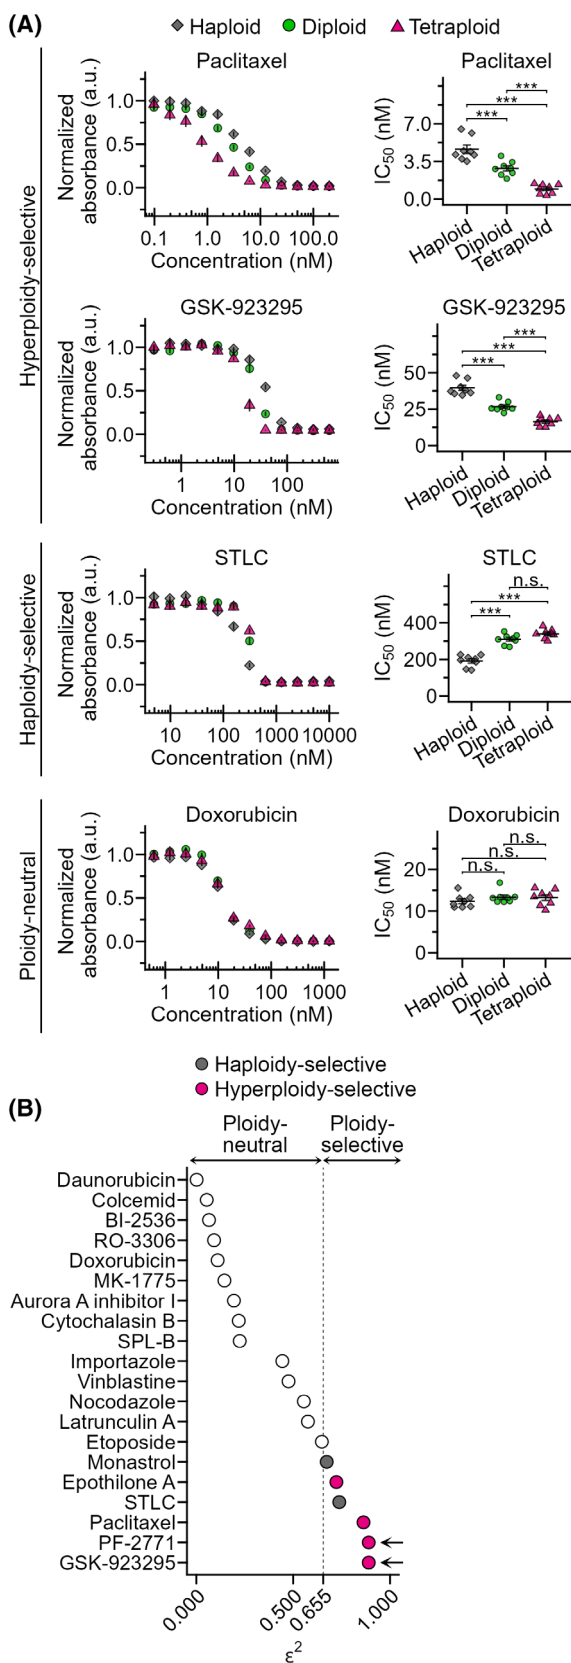 (A)
Haploid Diploid Tetraploid
Hyperploidy-selective
Paclitaxel
Normalized
absorbance (a.u.)
1.0
0.5
0.0
0.1 1.0 10.0 100.0
Concentration (nM)
Paclitaxel
IC50 (nM)
7.0
3.5
0.0
***
***
***
Haploid
Diploid
Tetraploid
GSK-923295
Normalized
absorbance (a.u.)
1.0
0.5
0.0
1 10 100
Concentration (nM)
GSK-923295
IC50 (nM)
50
25
0
***
***
***
Haploid
Diploid
Tetraploid
Haploidy-selective
STLC
Normalized
absorbance (a.u.)
1.0
0.5
0.0
10 100 1000 10000
Concentration (nM)
STLC
IC50 (nM)
400
200
0
n.s.
***
***
Haploid
Diploid
Tetraploid
Ploidy-neutral
Doxorubicin
Normalized
absorbance (a.u.)
1.0
0.5
0.0
1 10 100 1000
Concentration (nM)
Doxorubicin
IC50 (nM)
20
10
0
n.s.
n.s.
n.s.
Haploid
Diploid
Tetraploid
Haploidy-selective
Hyperploidy-selective
(B)
Ploidy-
neutral
Ploidy-
selective
Daunorubicin
Colcemid
BI-2536
RO-3306
Doxorubicin
MK-1775
Aurora A inhibitor I
Cytochalasin B
SPL-B
Importazole
Vinblastine
Nocodazole
Latrunculin A
Etoposide
Monastrol
Epothilone A
STLC
Paclitaxel
PF-2771
GSK-923295
0.000 0.500 0.655 1.000
ε²